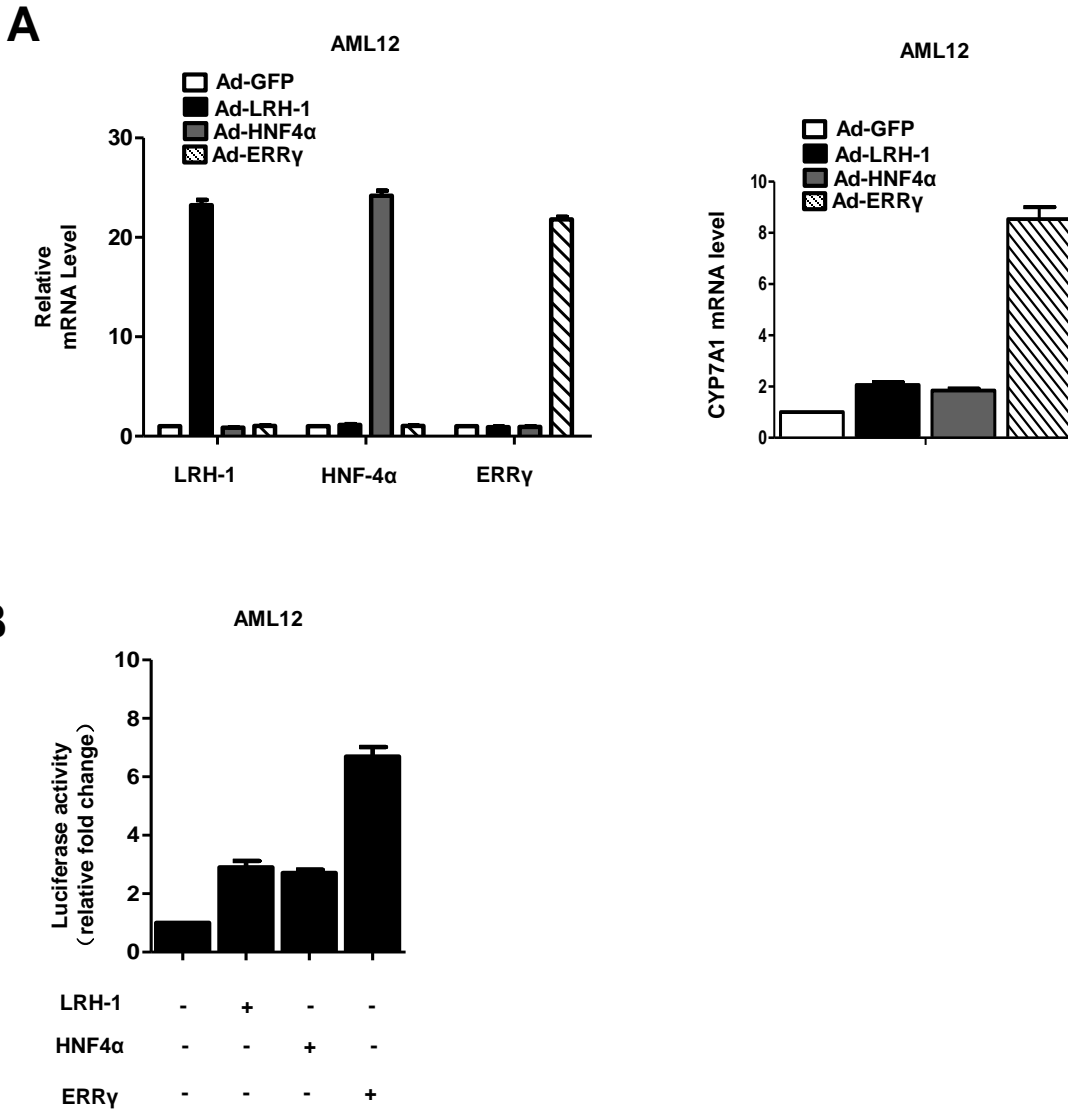 A
AML12
Ad-GFP
Ad-LRH-1
Ad-HNF4α
Ad-ERRγ
30
20
10
0
Relative
mRNA Level
LRH-1 HNF-4α ERRγ
AML12
Ad-GFP
Ad-LRH-1
Ad-HNF4α
Ad-ERRγ
10
8
6
4
2
0
CYP7A1 mRNA level
B
AML12
10
8
6
4
2
0
Luciferase activity
(relative fold change)
LRH-1 - + - -
HNF4α - - + -
ERRγ - - - +